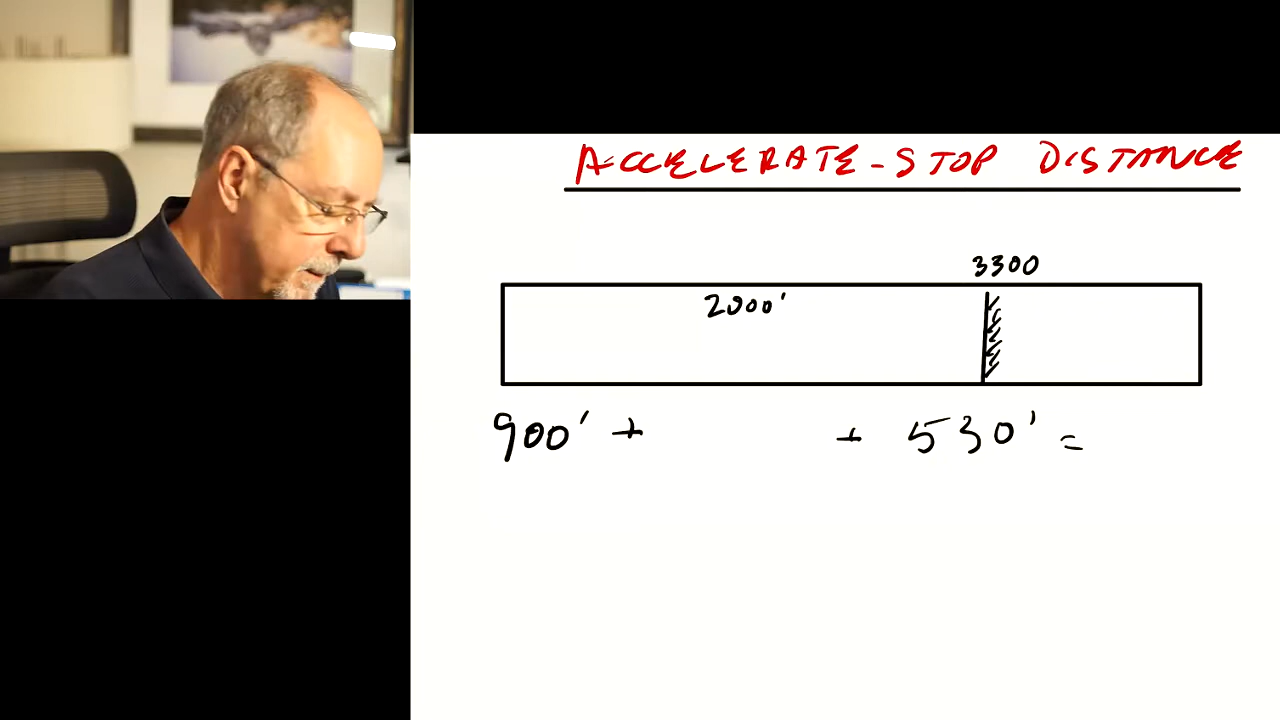 ACCELERATE-STOP DISTANCE
3300
2000'
900' + + 530' =